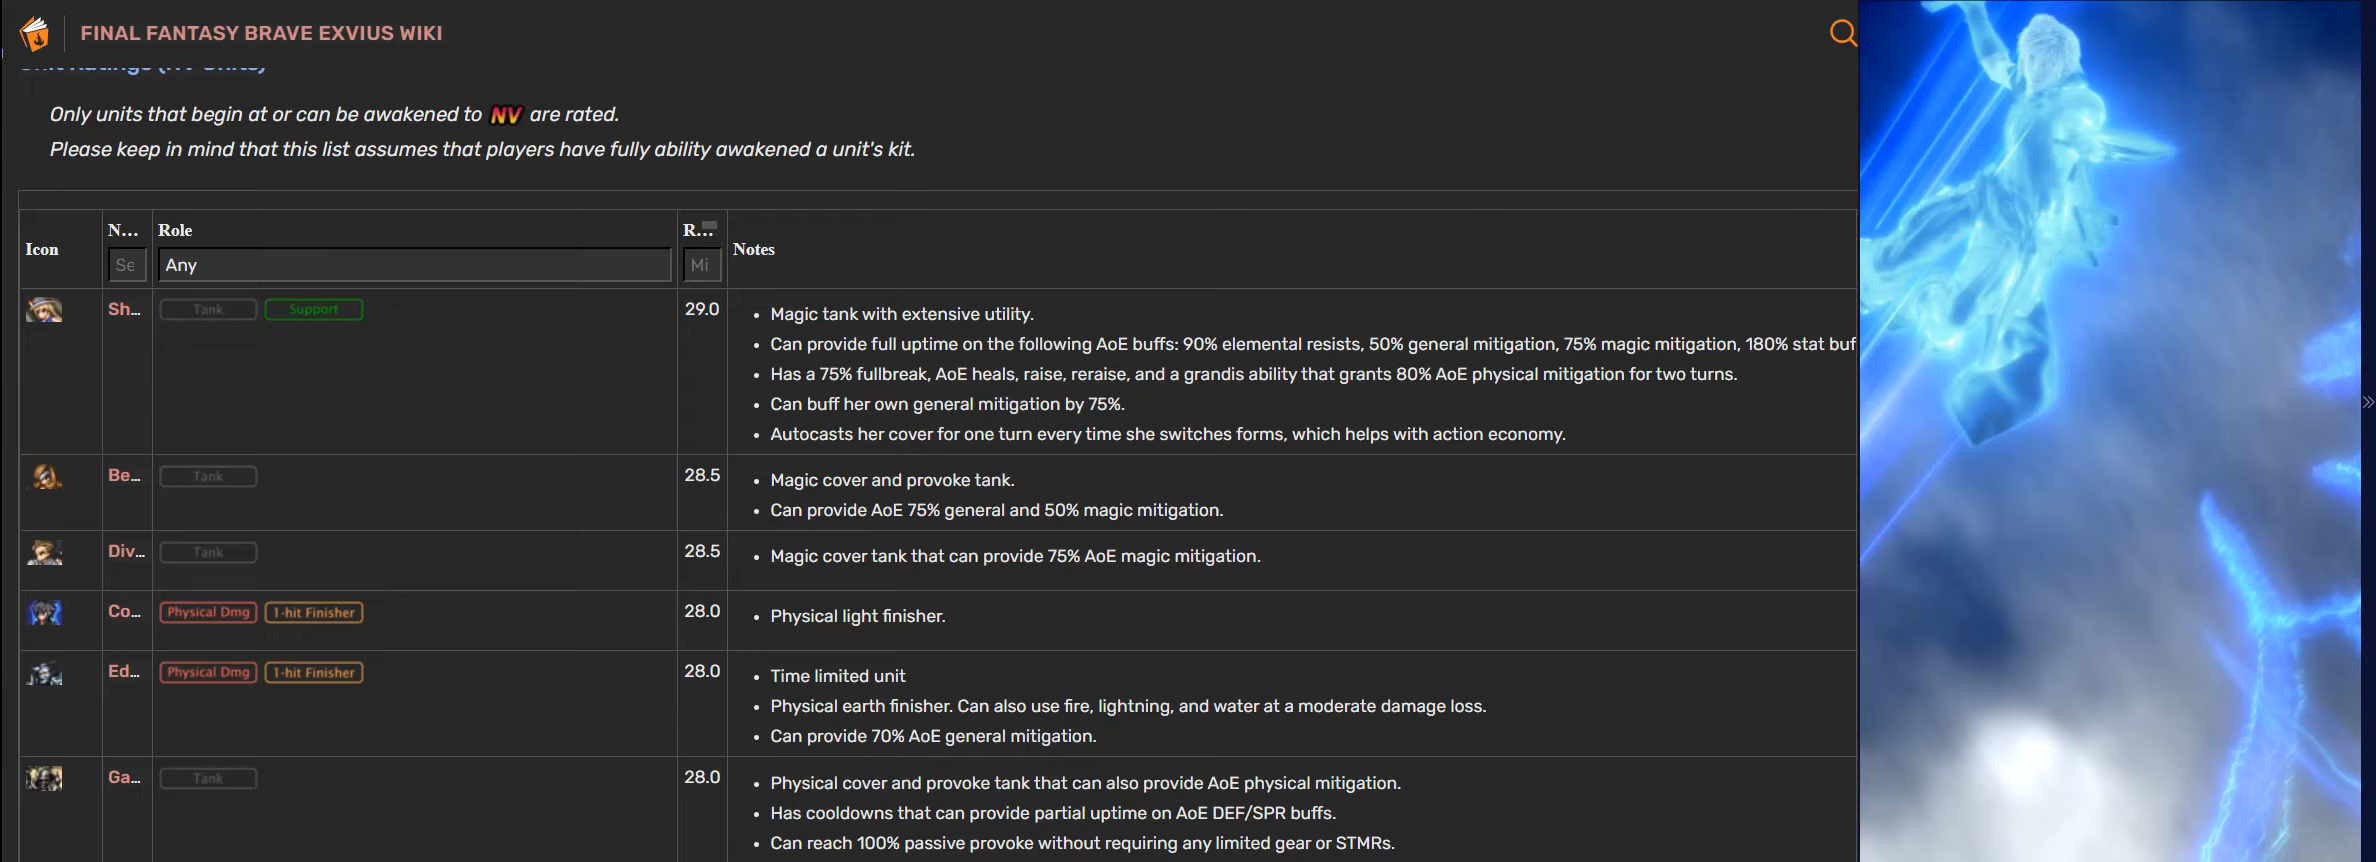 FINAL FANTASY BRAVE EXVIUS WIKI
Unit Ratings (NV Units)
Only units that begin at or can be awakened to NV are rated.
Please keep in mind that this list assumes that players have fully ability awakened a unit's kit.
Icon
N...
Role
R...
Notes
Se
Any
Mi
Sh...
Tank
Support
29.0
Magic tank with extensive utility.
Can provide full uptime on the following AoE buffs: 90% elemental resists, 50% general mitigation, 75% magic mitigation, 180% stat buf
Has a 75% fullbreak, AoE heals, raise, reraise, and a grandis ability that grants 80% AoE physical mitigation for two turns.
Can buff her own general mitigation by 75%.
Autocasts her cover for one turn every time she switches forms, which helps with action economy.
Be...
Tank
28.5
Magic cover and provoke tank.
Can provide AoE 75% general and 50% magic mitigation.
Div...
Tank
28.5
Magic cover tank that can provide 75% AoE magic mitigation.
Co...
Physical Dmg
1-hit Finisher
28.0
Physical light finisher.
Ed...
Physical Dmg
1-hit Finisher
28.0
Time limited unit
Physical earth finisher. Can also use fire, lightning, and water at a moderate damage loss.
Can provide 70% AoE general mitigation.
Ga...
Tank
28.0
Physical cover and provoke tank that can also provide AoE physical mitigation.
Has cooldowns that can provide partial uptime on AoE DEF/SPR buffs.
Can reach 100% passive provoke without requiring any limited gear or STMRs.